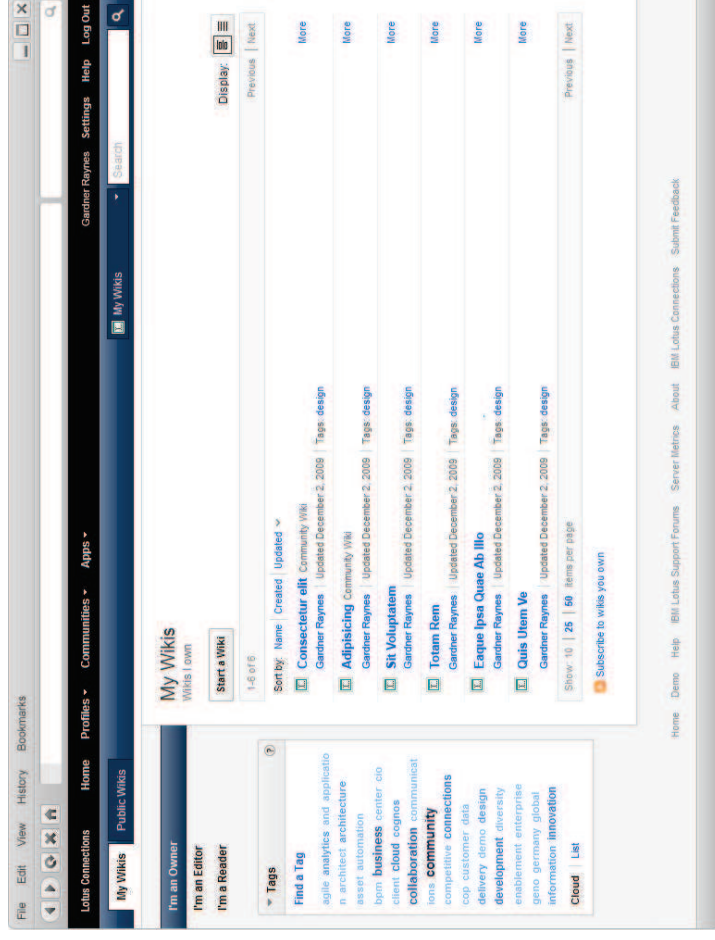 File Edit View History Bookmarks
Lotus Connections Home Profiles Communities Apps Gardner Raynes Settings Help Log Out
My Wikis Public Wikis My Wikis Search
I'm an Owner
I'm an Editor
I'm a Reader
Tags ?
Find a Tag
agile analytics and applicatio
n architect architecture
asset automation
bpm business center cio
client cloud cognos
collaboration communicat
ions community
competitive connections
cop customer data
delivery demo design
development diversity
enablement enterprise
geno germany global
information innovation
Cloud | List
My Wikis
Wikis I own
Start a Wiki
Display:
1-6 of 6 Previous | Next
Sort by: Name | Created | Updated
Consectetur elit Community Wiki More
Gardner Raynes | Updated December 2, 2009 | Tags: design
Adipisicing Community Wiki More
Gardner Raynes | Updated December 2, 2009 | Tags: design
Sit Voluptatem More
Gardner Raynes | Updated December 2, 2009 | Tags: design
Totam Rem More
Gardner Raynes | Updated December 2, 2009 | Tags: design
Eaque Ipsa Quae Ab Illo More
Gardner Raynes | Updated December 2, 2009 | Tags: design
Quis Utem Ve More
Gardner Raynes | Updated December 2, 2009 | Tags: design
Show: 10 | 25 | 50 items per page Previous | Next
Subscribe to wikis you own
Home Demo Help IBM Lotus Support Forums Server Metrics About IBM Lotus Connections Submit Feedback